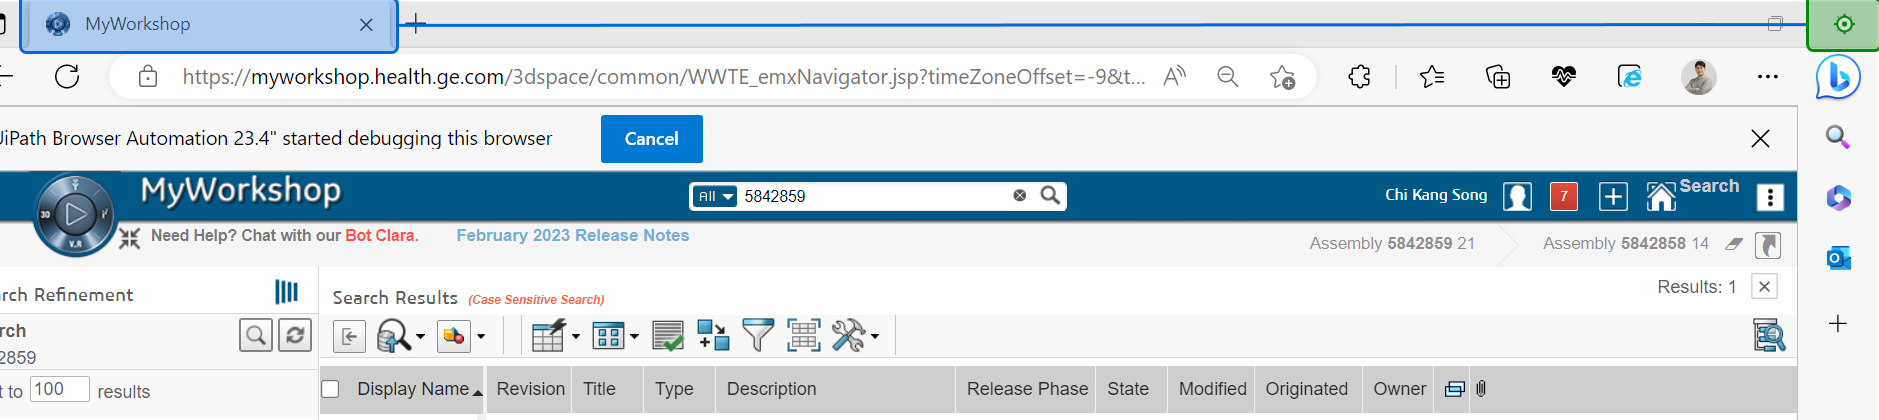 MyWorkshop
https://myworkshop.health.ge.com/3dspace/common/WWTE_emxNavigator.jsp?timeZoneOffset=-9&t...
UiPath Browser Automation 23.4" started debugging this browser
Cancel
MyWorkshop
All
5842859
Chi Kang Song
7
Search
Need Help? Chat with our Bot Clara.
February 2023 Release Notes
Assembly 5842859 21
Assembly 5842858 14
rch Refinement
Search Results (Case Sensitive Search)
Results: 1
rch
2859
t to 100 results
Display Name Revision Title Type Description Release Phase State Modified Originated Owner